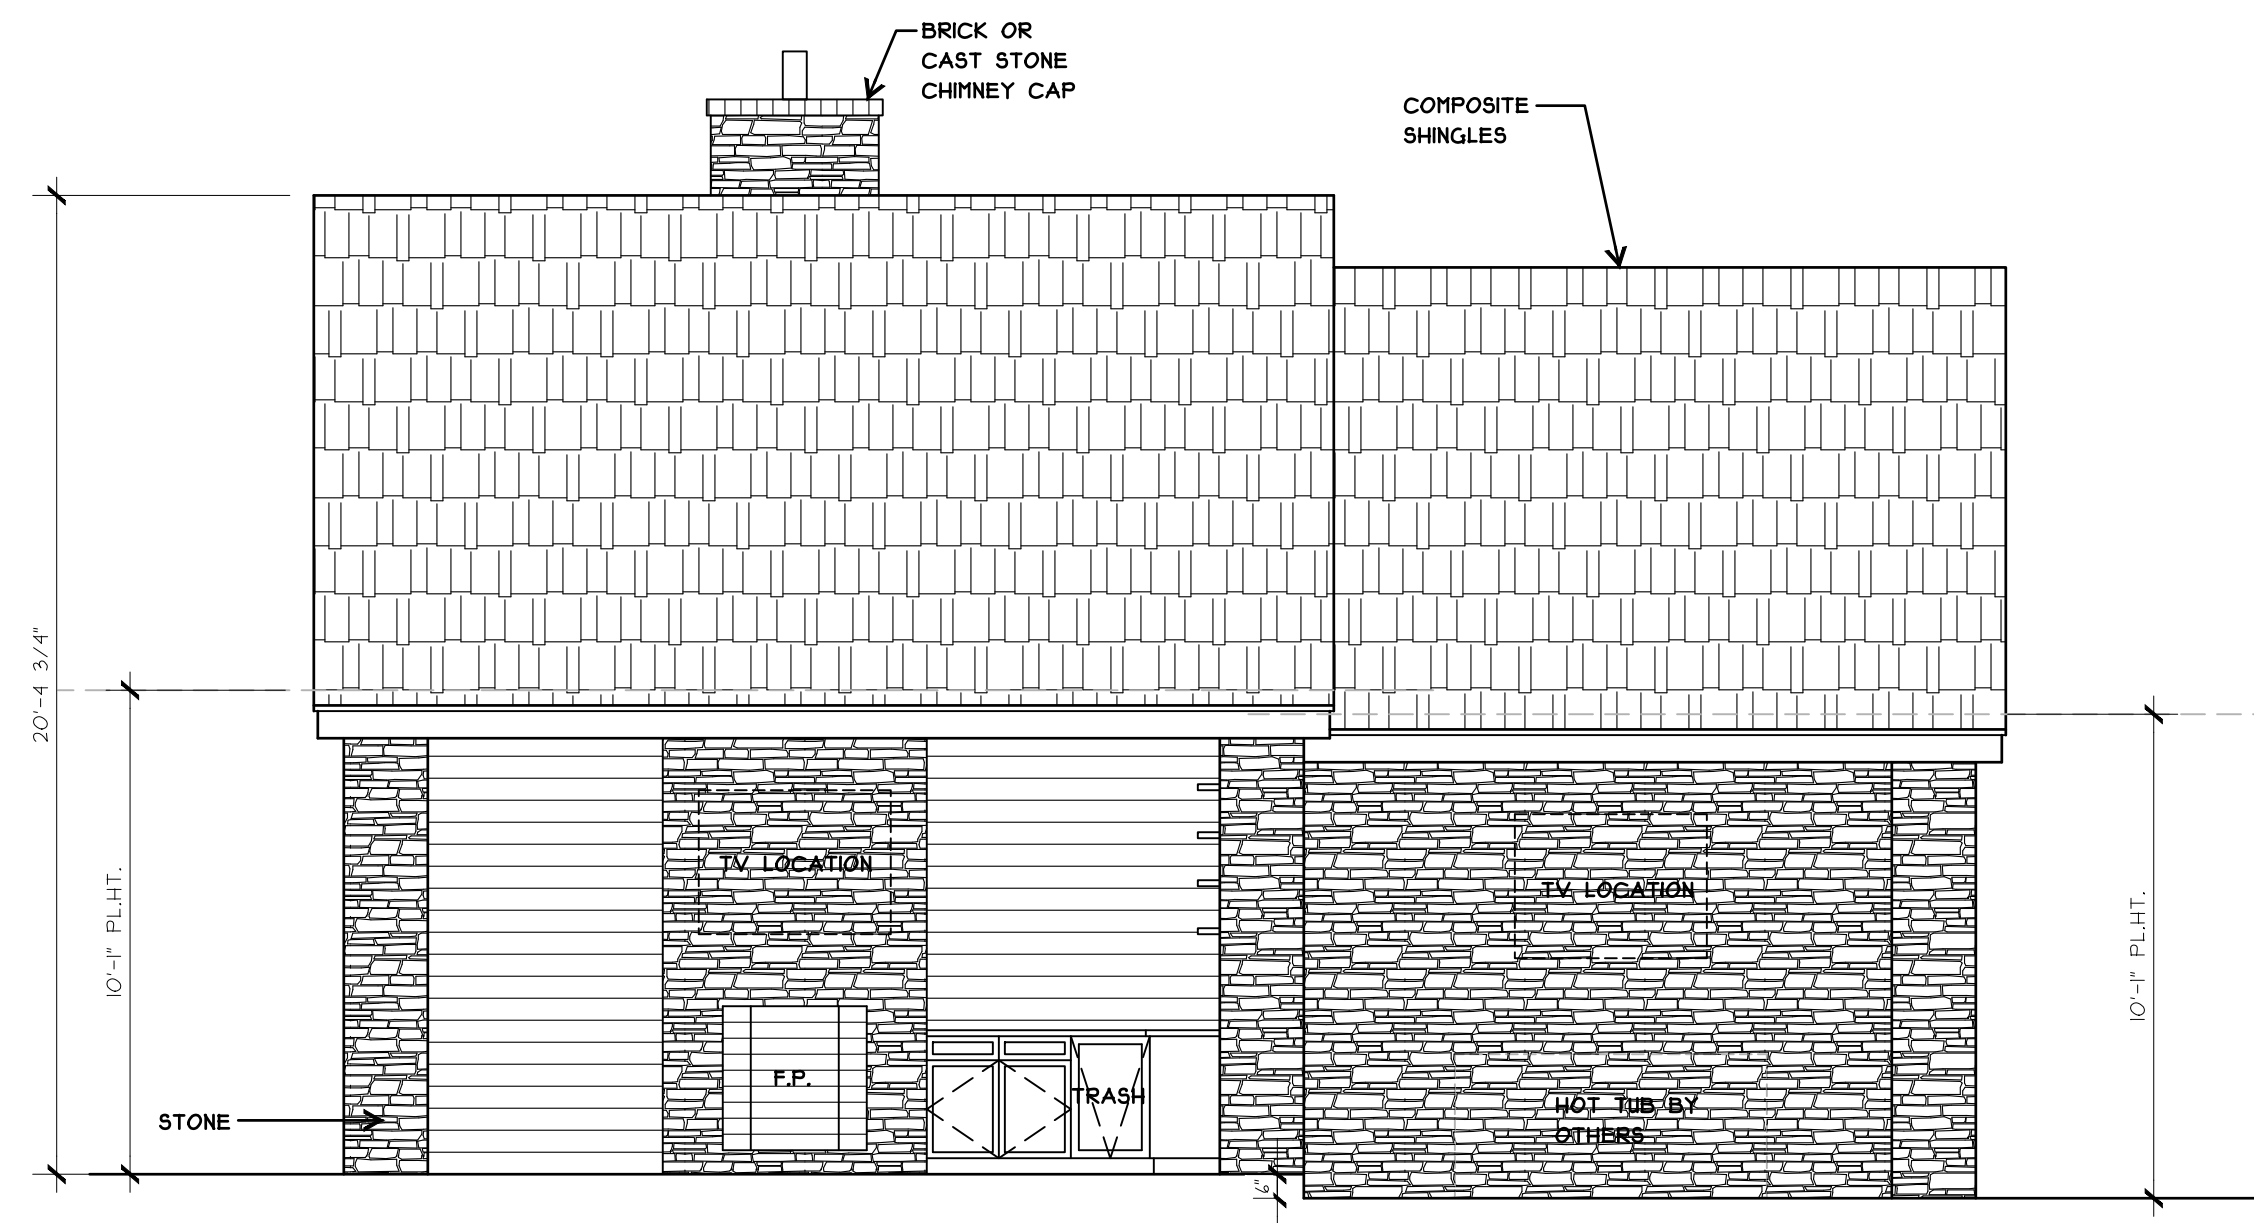 BRICK OR
CAST STONE
CHIMNEY CAP
COMPOSITE
SHINGLES
20'-4 3/4"
10'-1" PL.HT.
TV LOCATION
TV LOCATION
10'-1" PL.HT.
F.P.
TRASH
STONE
HOT TUB BY
OTHERS
6"